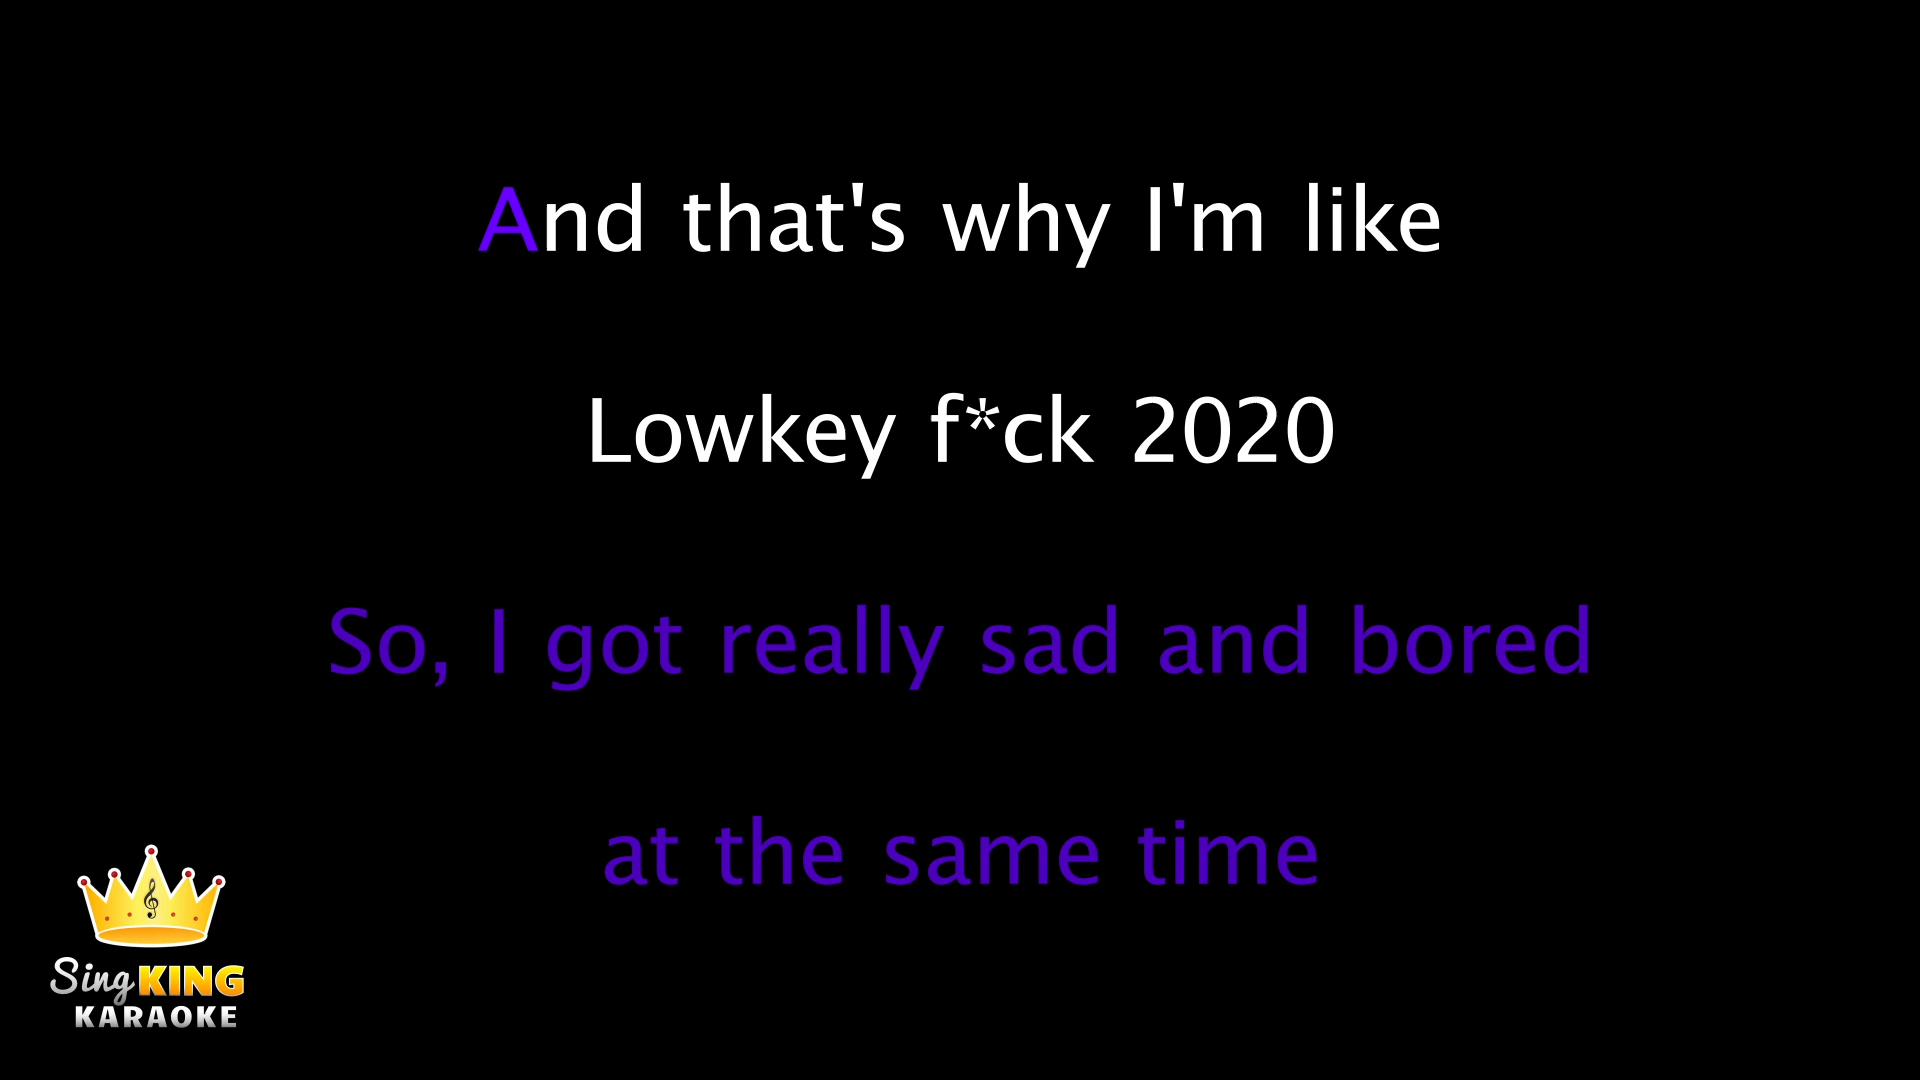 And that's why I'm like
Lowkey f*ck 2020
So, I got really sad and bored
at the same time
Sing KING
KARAOKE